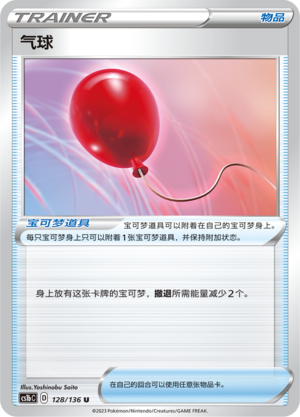 TRAINER 物品
气球
宝可梦道具 宝可梦道具可以附着在自己的宝可梦身上。
每只宝可梦身上只可以附着1张宝可梦道具，并保持附加状态。
身上放有这张卡牌的宝可梦，撤退所需能量减少2个。
Illus. Yoshinobu Saito
CS1b C D 128/136 U
在自己的回合可以使用任意张物品卡。
©2023 Pokémon/Nintendo/Creatures/GAME FREAK.